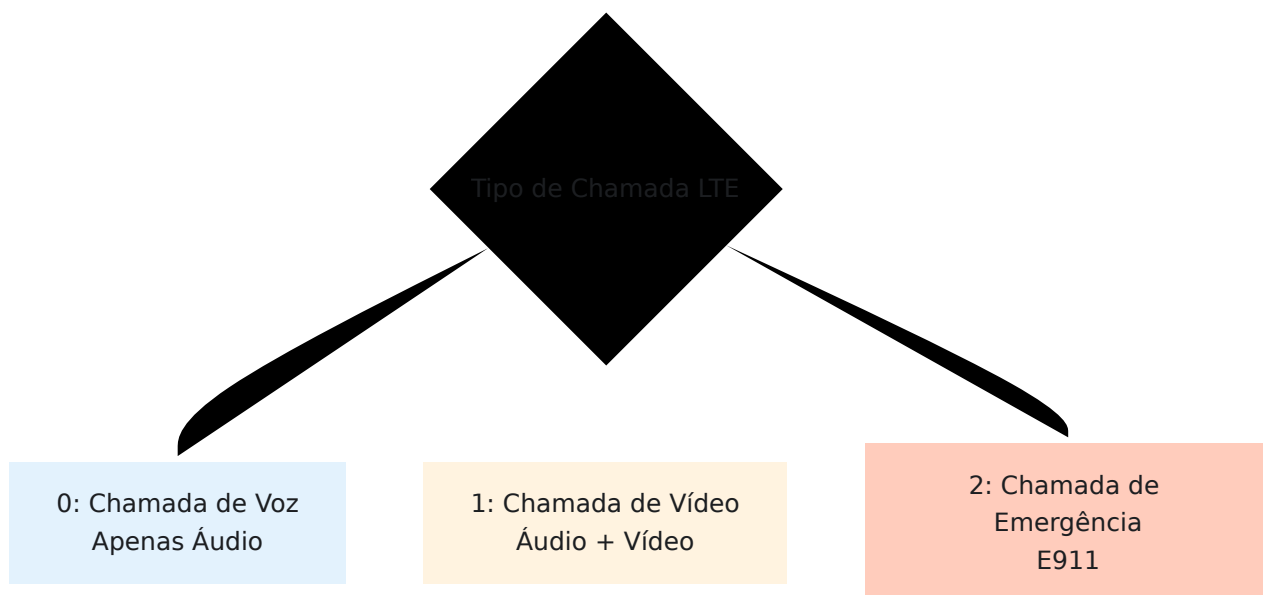 Tipo de Chamada LTE
0: Chamada de Voz
Apenas Áudio
1: Chamada de Vídeo
Áudio + Vídeo
2: Chamada de
Emergência
E911